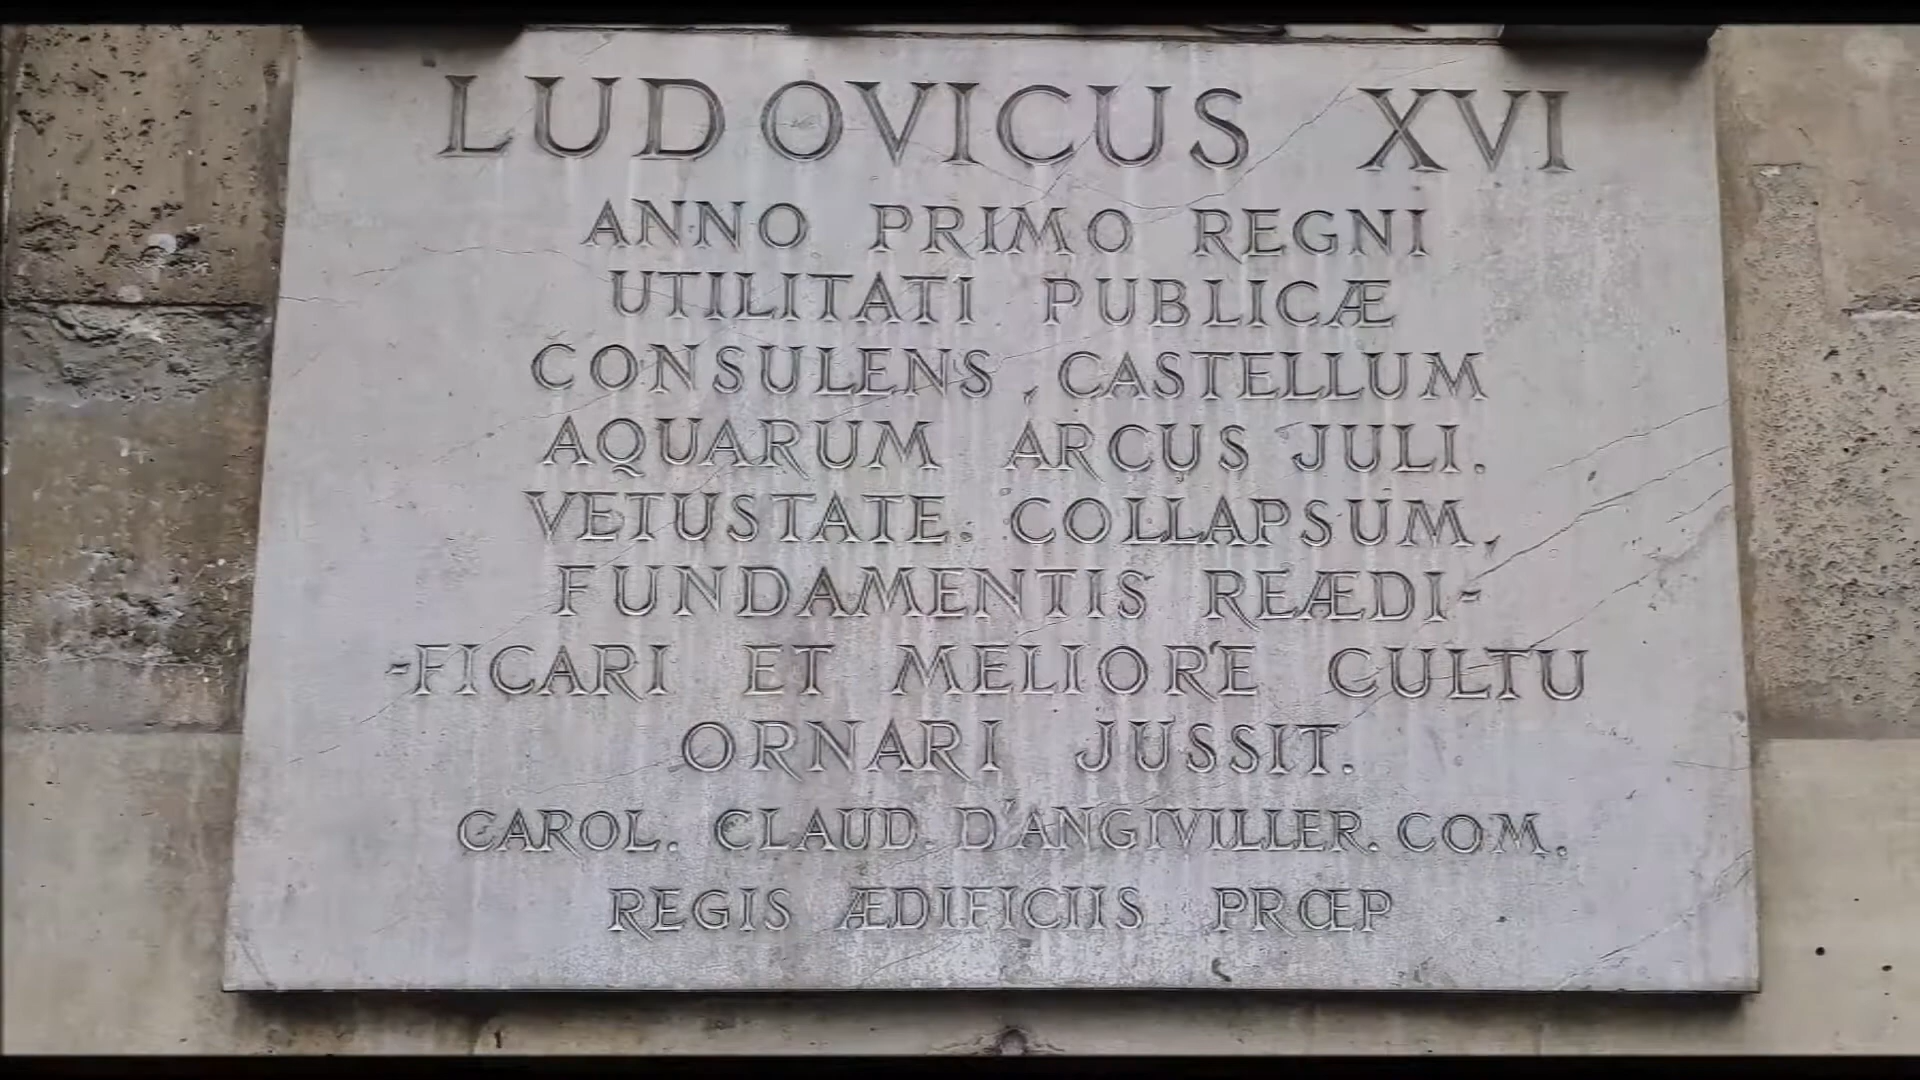 LUDOVICUS XVI
ANNO PRIMO REGNI
UTILITATI PUBLICÆ
CONSULENS, CASTELLUM
AQUARUM ARCUS JULI.
VETUSTATE. COLLAPSUM,
FUNDAMENTIS REÆDI-
-FICARI ET MELIORE CULTU
ORNARI JUSSIT.
CAROL. CLAUD. D'ANGIVILLER. COM.
REGIS ÆDIFICIIS PRŒP